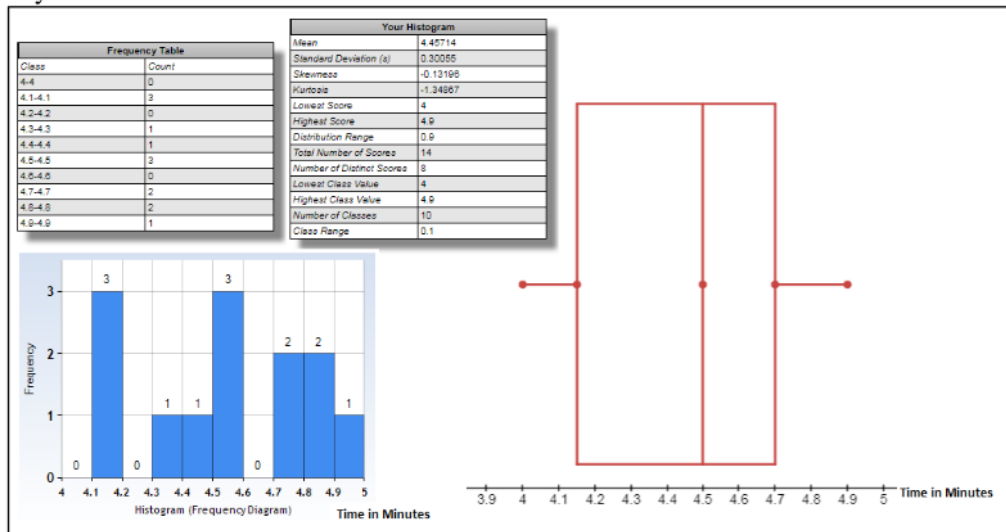 Frequency Table
Class Count
4-4 0
4.1-4.1 3
4.2-4.2 0
4.3-4.3 1
4.4-4.4 1
4.5-4.5 3
4.6-4.6 0
4.7-4.7 2
4.8-4.8 2
4.9-4.9 1
Your Histogram
Mean 4.45714
Standard Deviation (s) 0.30055
Skewness -0.13196
Kurtosis -1.34867
Lowest Score 4
Highest Score 4.9
Distribution Range 0.9
Total Number of Scores 14
Number of Distinct Scores 8
Lowest Class Value 4
Highest Class Value 4.9
Number of Classes 10
Class Range 0.1
Frequency
3
2
1
0
0 3 0 1 1 3 0 2 2 1
4 4.1 4.2 4.3 4.4 4.5 4.6 4.7 4.8 4.9 5
Histogram (Frequency Diagram) Time in Minutes
3.9 4 4.1 4.2 4.3 4.4 4.5 4.6 4.7 4.8 4.9 5 Time in Minutes